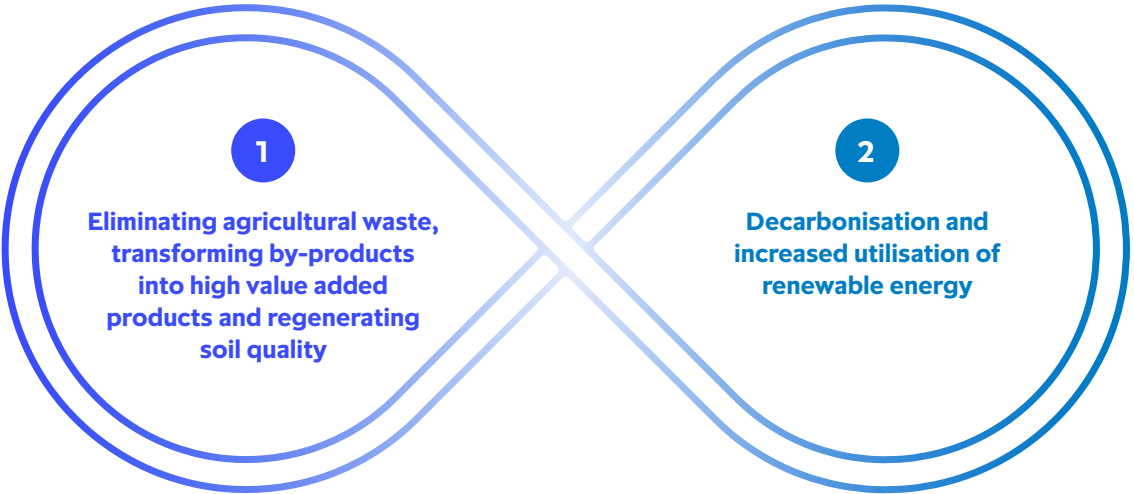 1
Eliminating agricultural waste,
transforming by-products
into high value added
products and regenerating
soil quality
2
Decarbonisation and
increased utilisation of
renewable energy